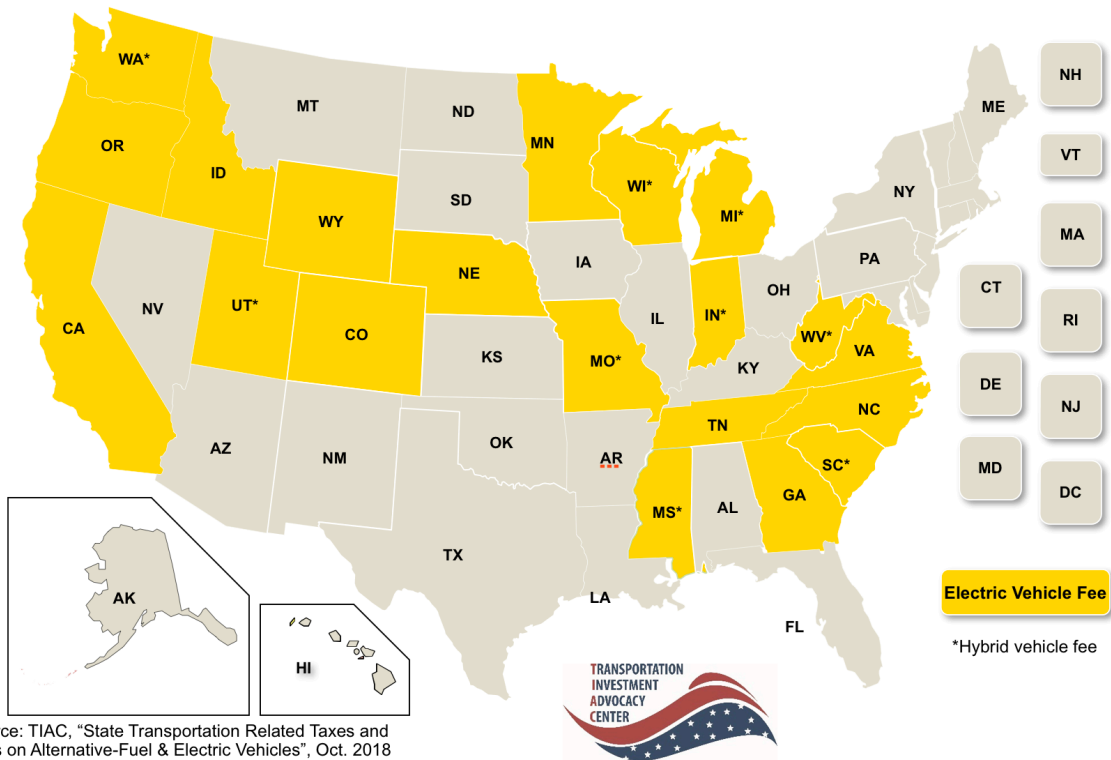 WA*
MT
ND
ME
NH
OR
MN
VT
ID
SD
WI*
MI*
NY
WY
MA
IA
PA
NE
OH
CT
NV
UT*
CO
IL
IN*
RI
CA
WV*
VA
KS
MO*
KY
DE
NC
NJ
TN
AZ
NM
OK
AR
SC*
MD
GA
DC
MS*
AL
TX
AK
LA
Electric Vehicle Fee
FL
*Hybrid vehicle fee
HI
TRANSPORTATION
INVESTMENT
ADVOCACY
CENTER
rce: TIAC, “State Transportation Related Taxes and
s on Alternative-Fuel & Electric Vehicles”, Oct. 2018